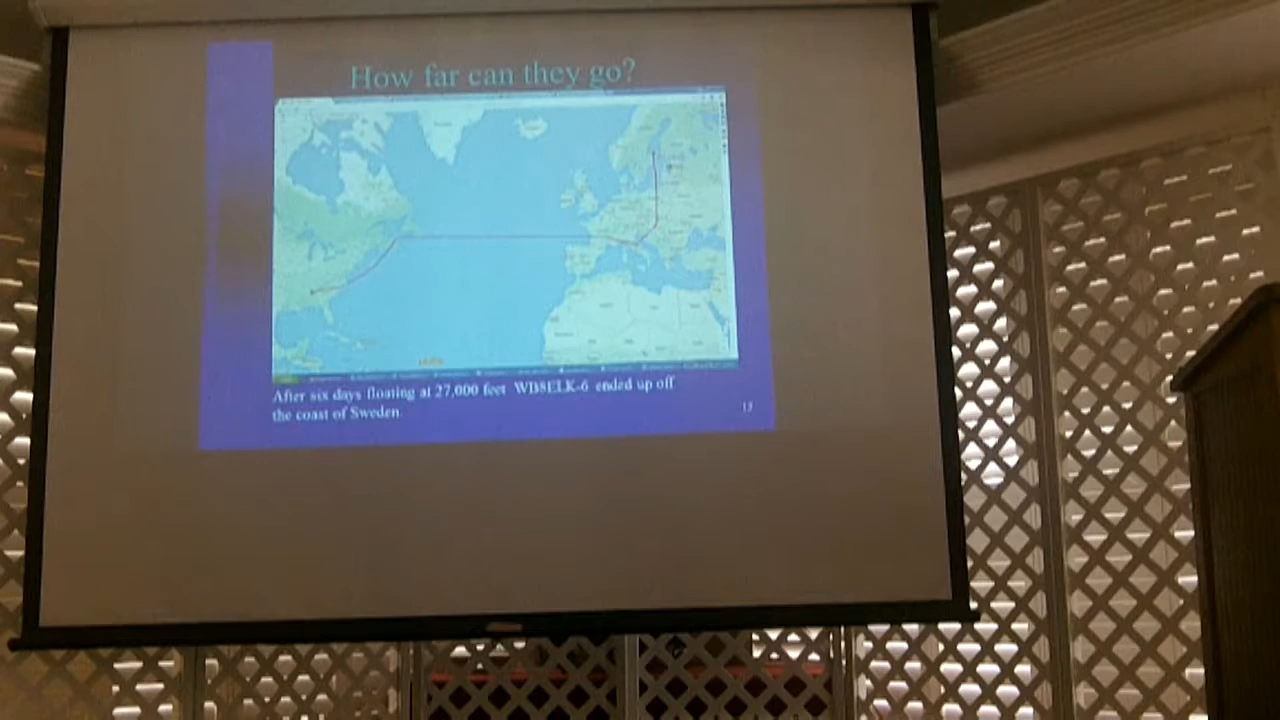 How far can they go?
After six days floating at 27,000 feet WB8ELK-6 ended up off
the coast of Sweden
15